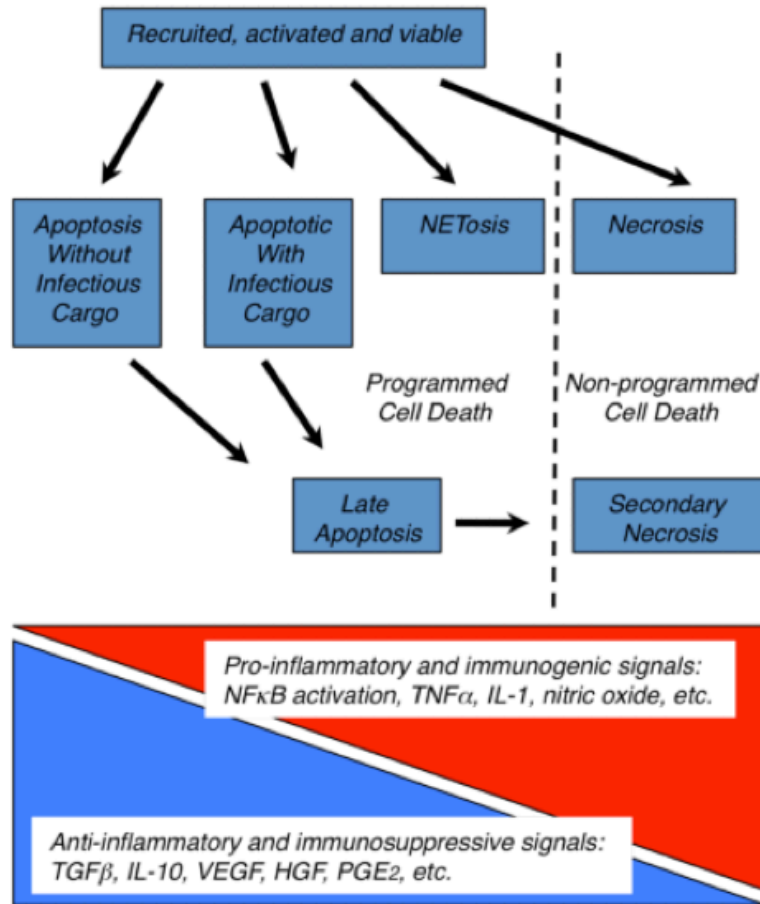 Recruited, activated and viable
Apoptosis
Without
Infectious
Cargo
Apoptotic
With
Infectious
Cargo
NETosis
Necrosis
Programmed
Cell Death
Non-programmed
Cell Death
Late
Apoptosis
Secondary
Necrosis
Pro-inflammatory and immunogenic signals:
NFκB activation, TNFα, IL-1, nitric oxide, etc.
Anti-inflammatory and immunosuppressive signals:
TGFβ, IL-10, VEGF, HGF, PGE2, etc.